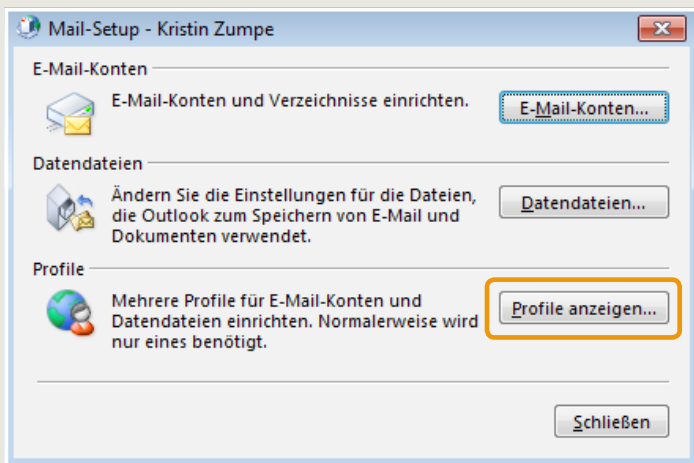 Mail-Setup - Kristin Zumpe
E-Mail-Konten
E-Mail-Konten und Verzeichnisse einrichten.
E-Mail-Konten...
Datendateien
Ändern Sie die Einstellungen für die Dateien,
die Outlook zum Speichern von E-Mail und
Dokumenten verwendet.
Datendateien...
Profile
Mehrere Profile für E-Mail-Konten und
Datendateien einrichten. Normalerweise wird
nur eines benötigt.
Profile anzeigen...
Schließen